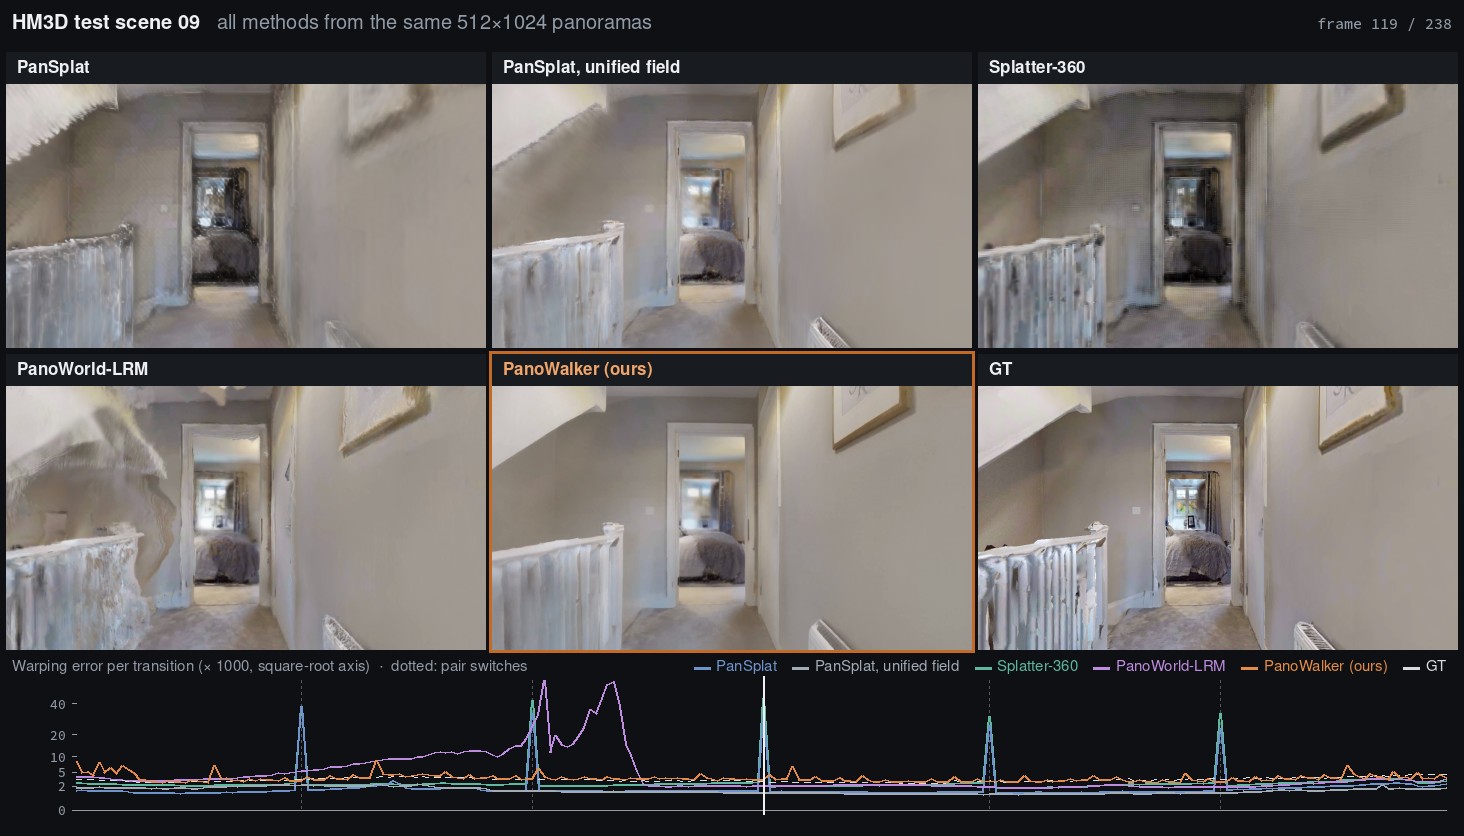 HM3D test scene 09 all methods from the same 512×1024 panoramas frame 119 / 238
PanSplat PanSplat, unified field Splatter-360
PanoWorld-LRM PanoWalker (ours) GT
Warping error per transition (× 1000, square-root axis) · dotted: pair switches PanSplat PanSplat, unified field Splatter-360 PanoWorld-LRM PanoWalker (ours) GT
40
20
10
5
2
0